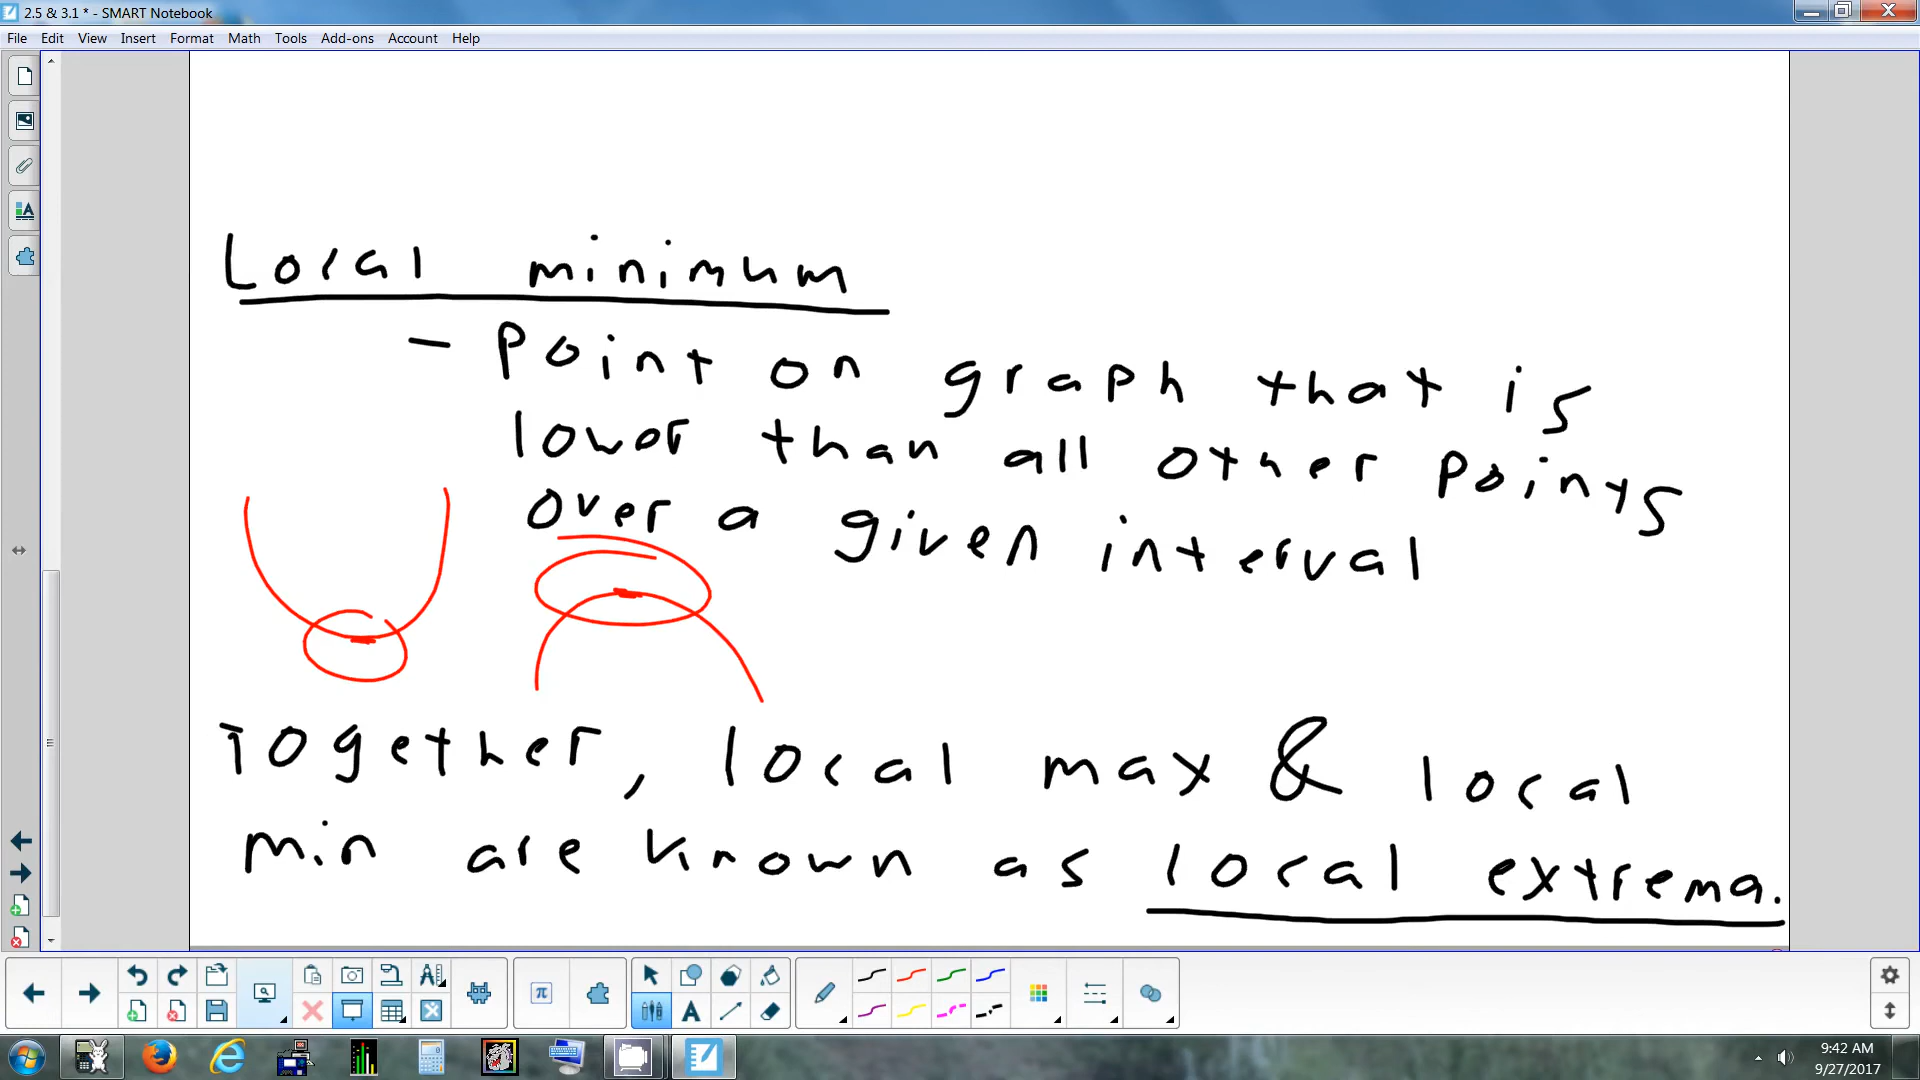 2.5 & 3.1 * - SMART Notebook
File Edit View Insert Format Math Tools Add-ons Account Help
Local minimum
- Point on graph that is
lower than all other points
over a given interval
Together, local max & local
min are known as local extrema.
π
A
9:42 AM
9/27/2017